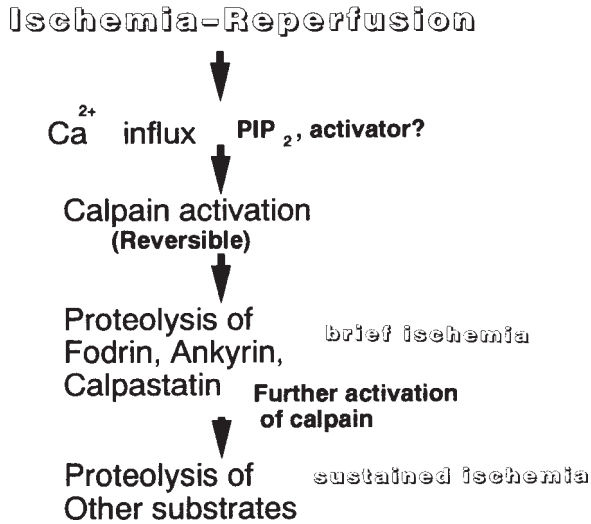 Ischemia-Reperfusion
Ca2+ influx PIP2, activator?
Calpain activation
(Reversible)
Proteolysis of
brief ischemia
Fodrin, Ankyrin,
Calpastatin
Further activation
of calpain
Proteolysis of
sustained ischemia
Other substrates